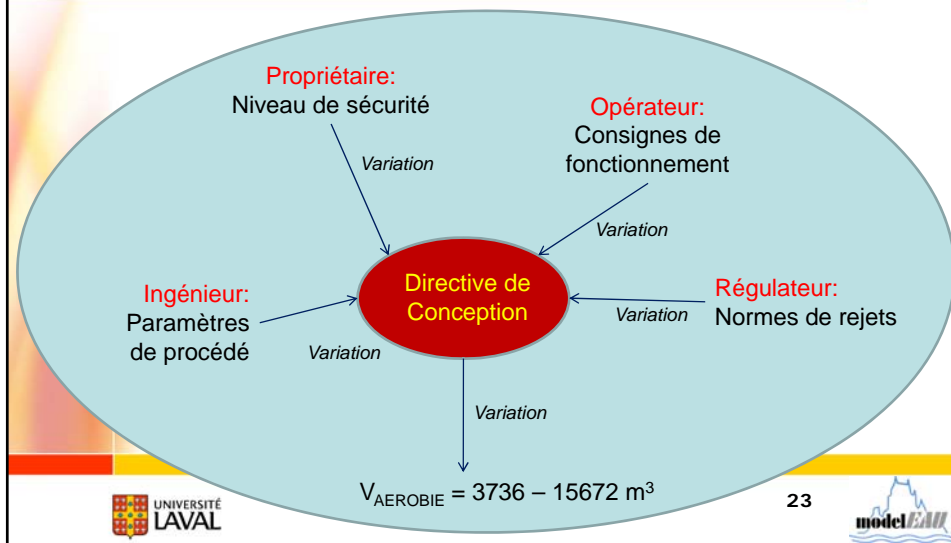 Propriétaire:
Niveau de sécurité
Opérateur:
Consignes de
fonctionnement
Variation
Variation
Ingénieur:
Paramètres
de procédé
Variation
Directive de
Conception
Régulateur:
Normes de rejets
Variation
Variation
V_AEROBIE = 3736 – 15672 m³
UNIVERSITÉ
LAVAL
23
modelEAU